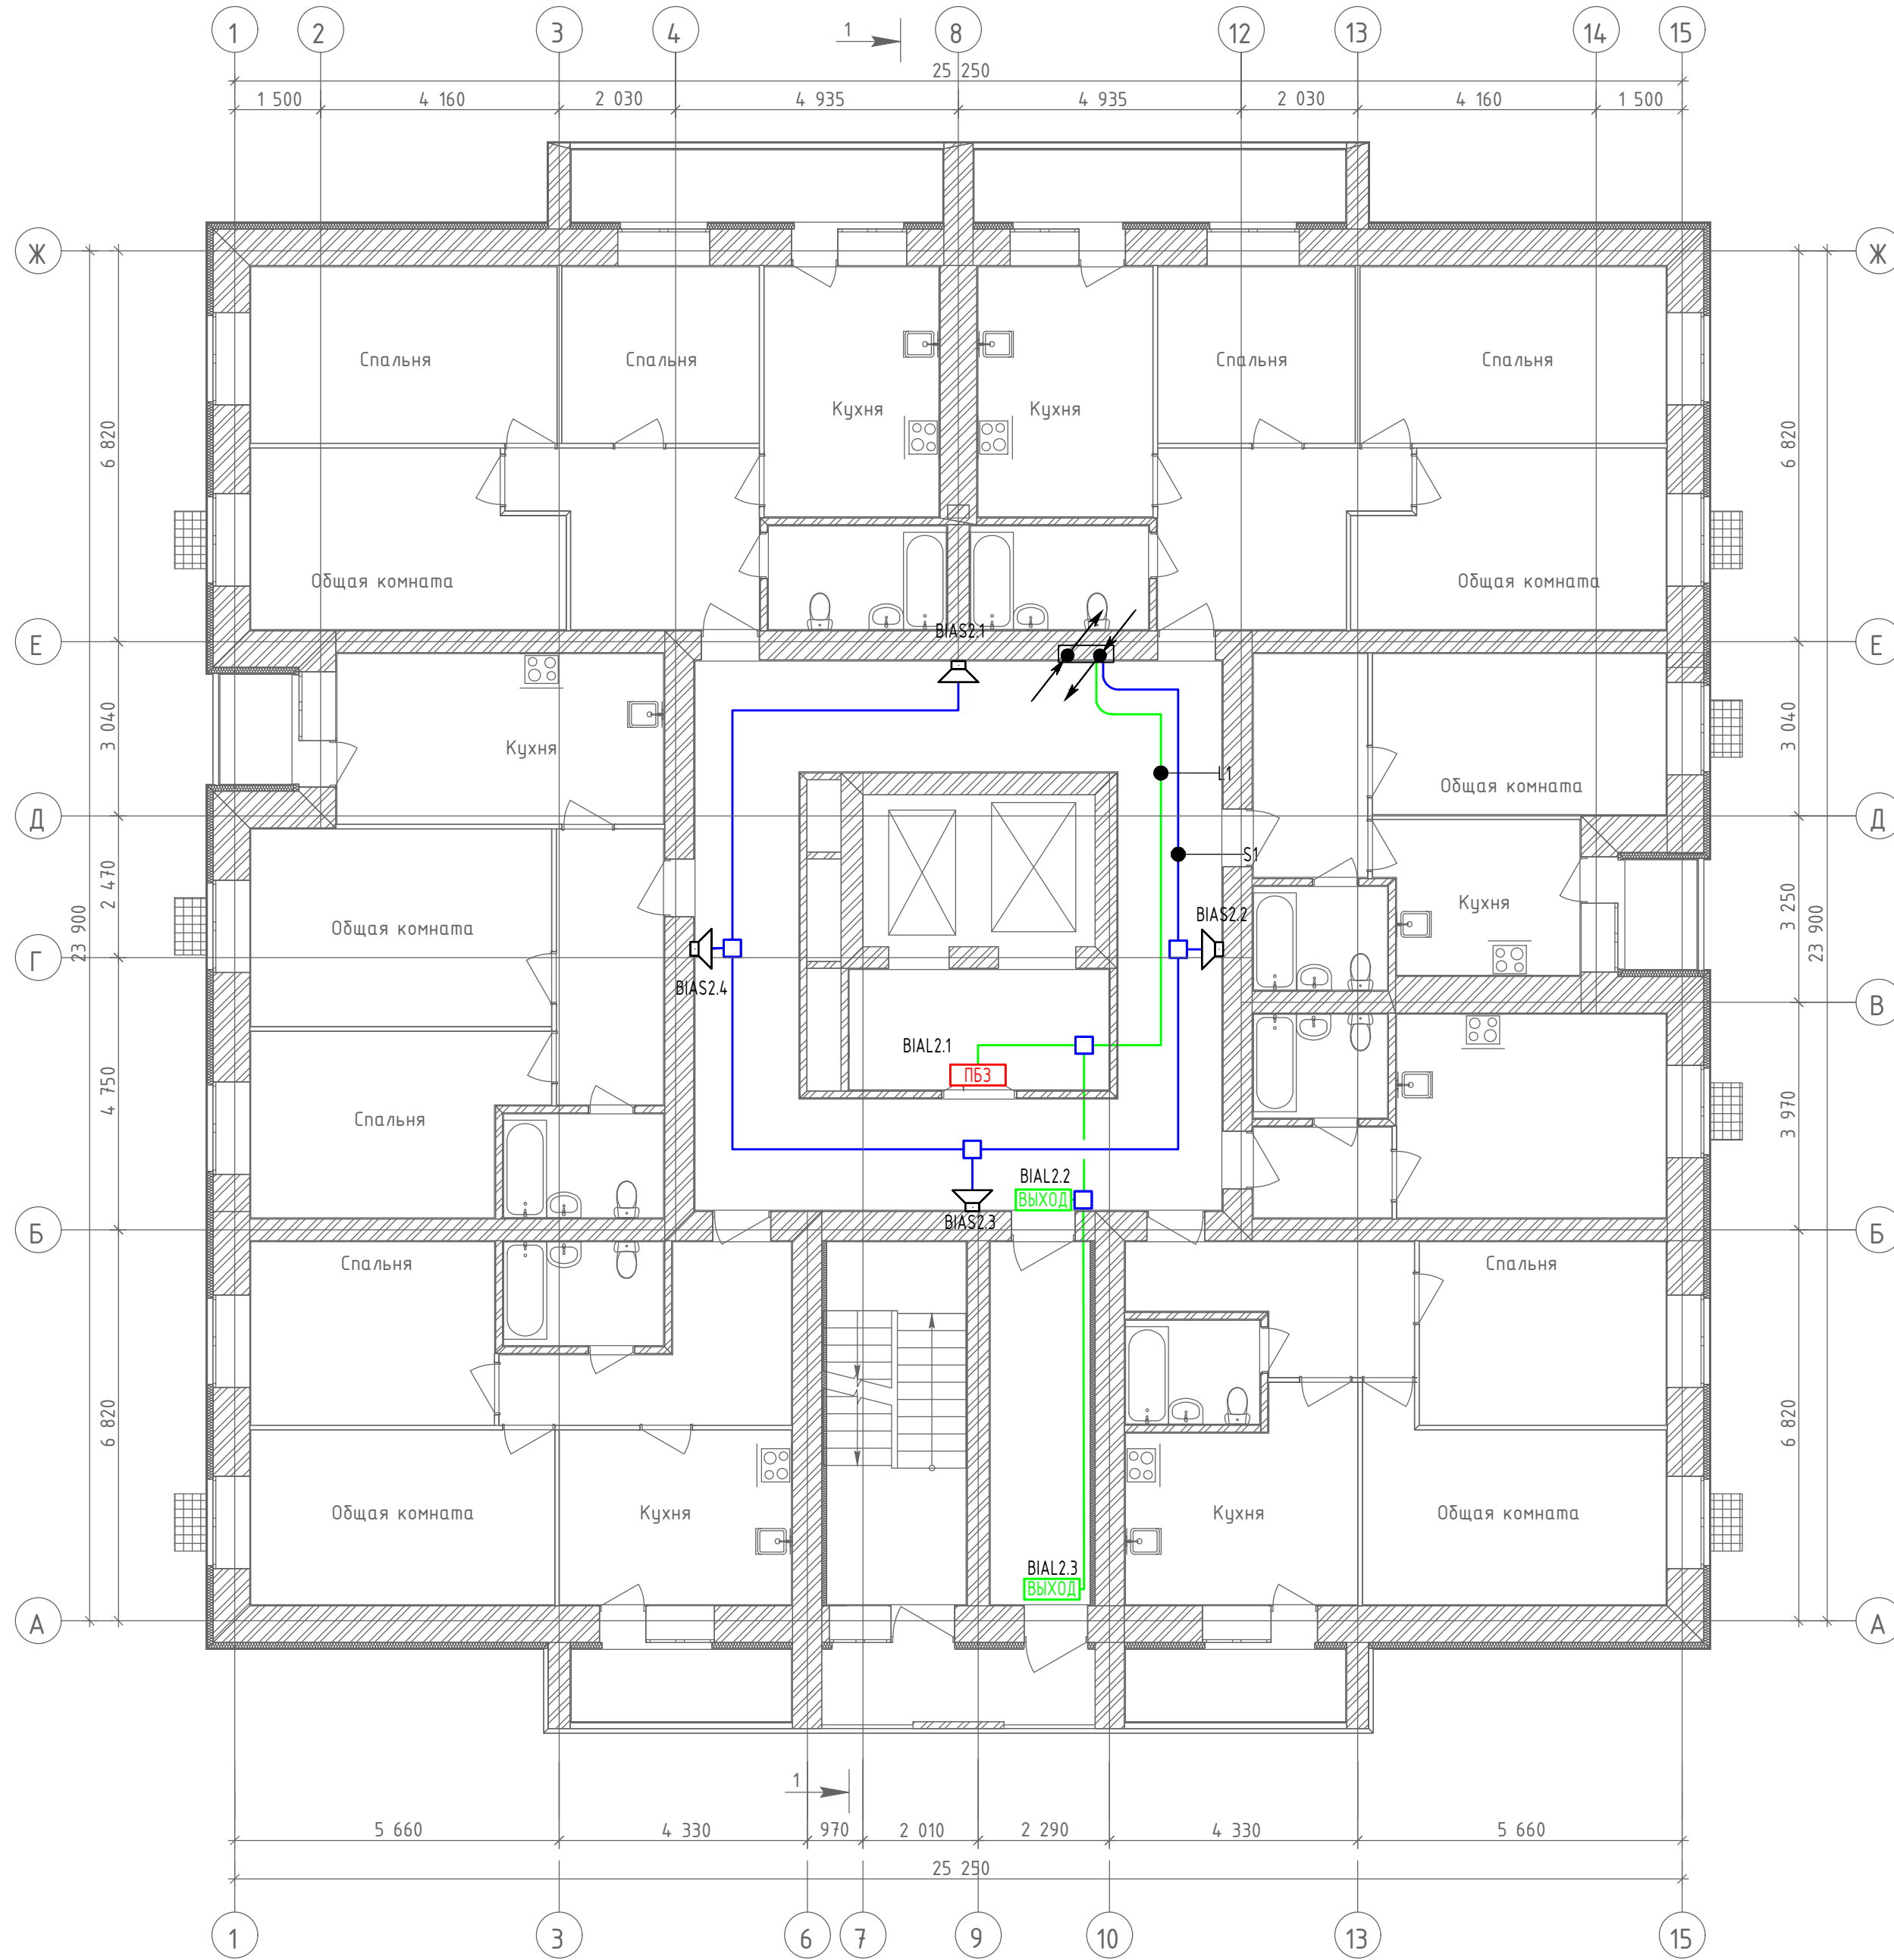 1 2 3 4 1 8 12 13 14 15
25 250
1 500 4 160 2 030 4 935 4 935 2 030 4 160 1 500
Ж Ж
Спальня Спальня Спальня Спальня
Кухня Кухня
6 820 6 820
Общая комната Общая комната
Е BIAS2.1 Е
3 040 Кухня 3 040
L1 Общая комната
Д Д
S1
2 470 Кухня 3 250
23 900 Общая комната BIAS2.2 23 900
Г
BIAS2.4 В
BIAL2.1
ПБЗ
4 750 Спальня 3 970
BIAL2.2
ВЫХОД
BIAS2.3
Б Б
Спальня Спальня
6 820 6 820
Общая комната Кухня Кухня Общая комната
BIAL2.3
ВЫХОД
А А
1
5 660 4 330 970 2 010 2 290 4 330 5 660
25 250
1 3 6 7 9 10 13 15